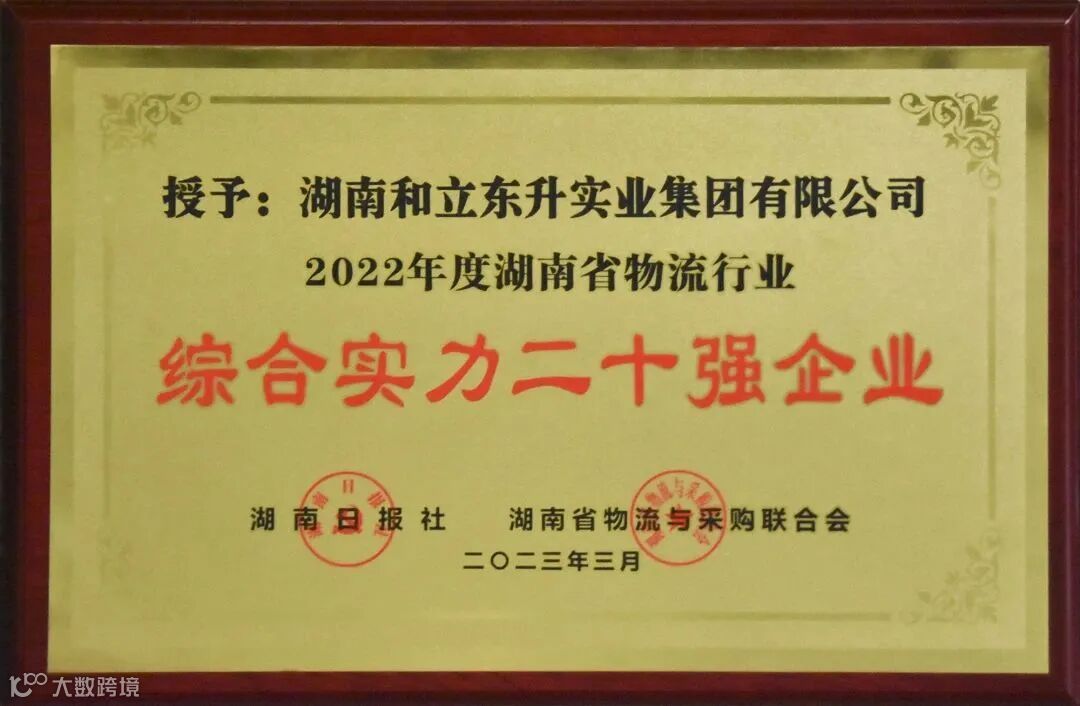 授予：湖南和立东升实业集团有限公司
2022年度湖南省物流行业
综合实力二十强企业
湖南日报社 湖南省物流与采购联合会
二〇二三年三月
大数跨境